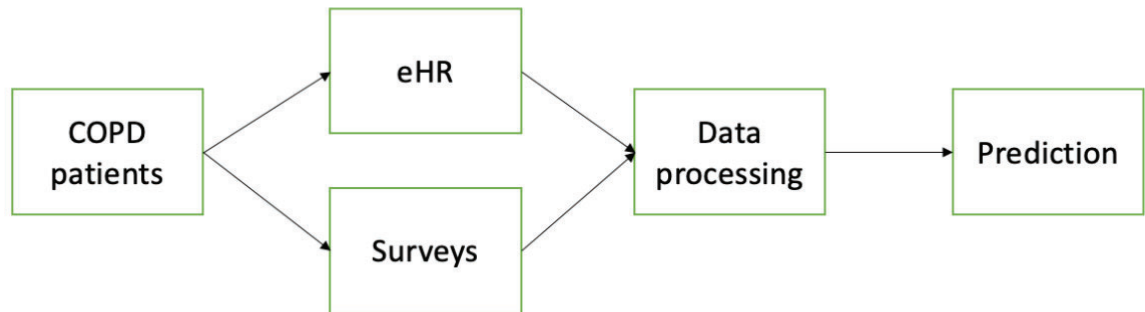 COPD
patients
eHR
Surveys
Data
processing
Prediction